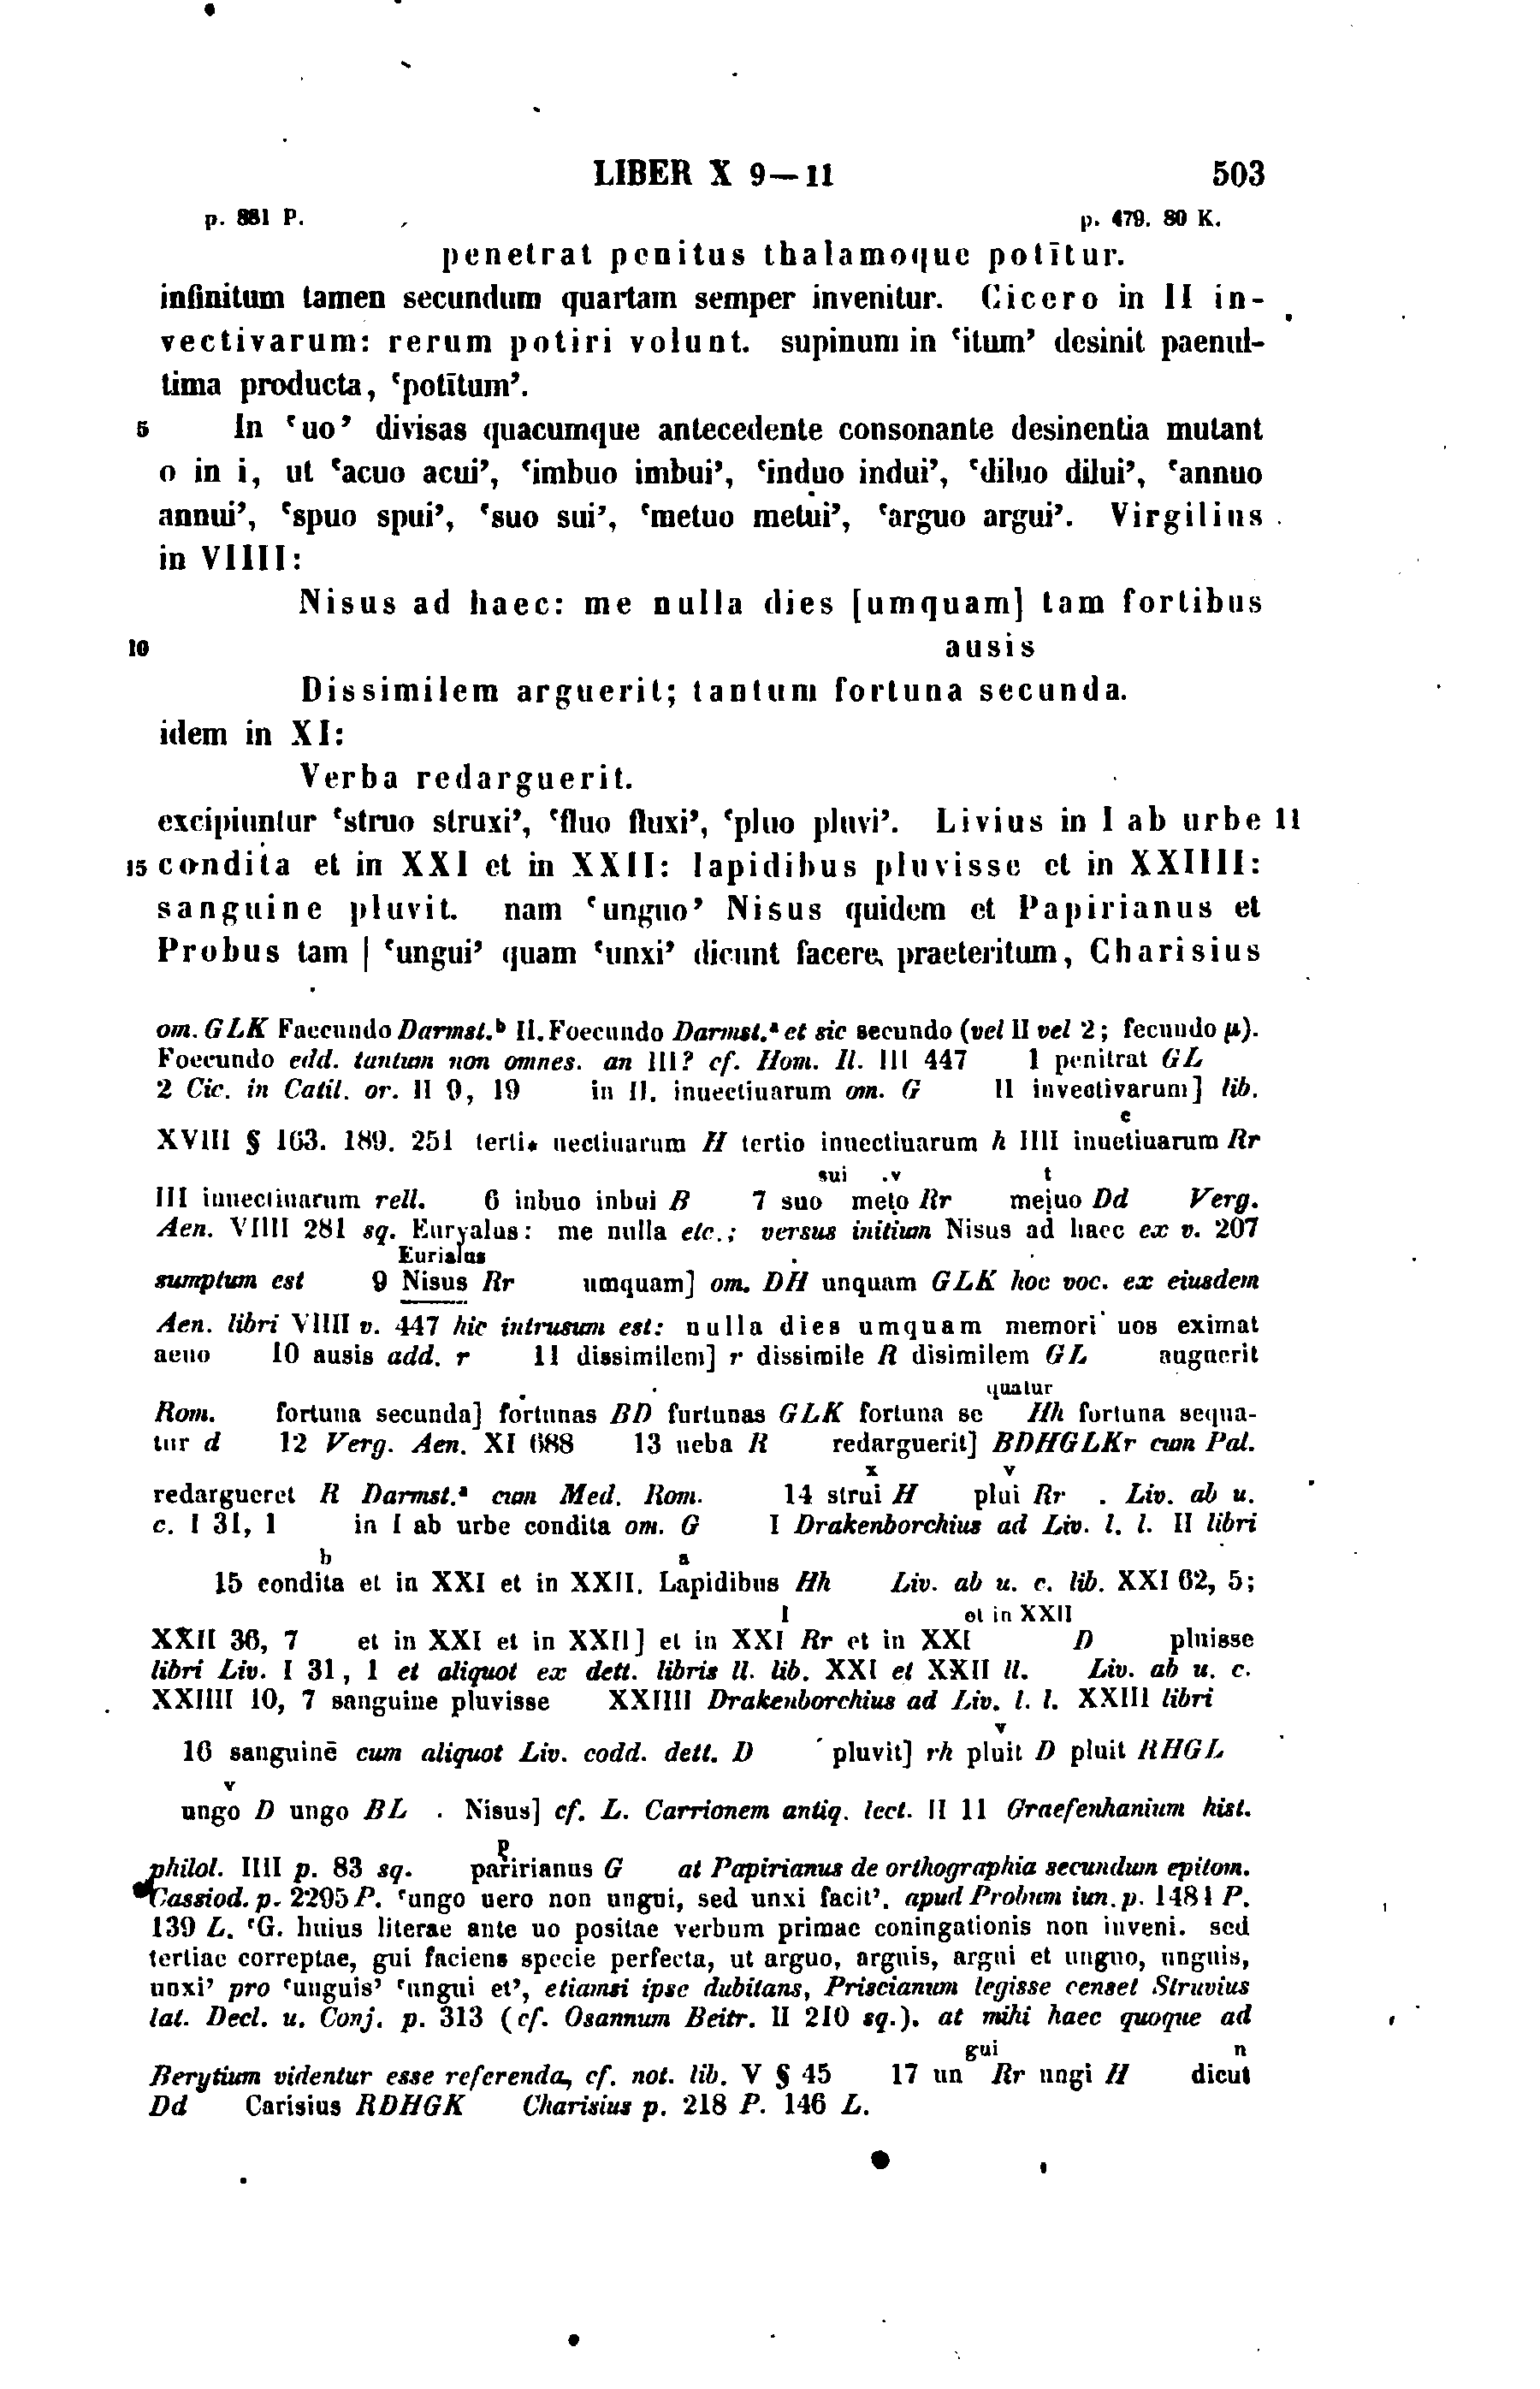 LIBER X 9—11 503
p. 881 P. p. 479. 80 K.
penetrat penitus thalamoque potītur.
infinitum tamen secundum quartam semper invenitur. Cicero in II in-
vectivarum: rerum potiri volunt. supinum in ‘itum’ desinit paenul-
tima producta, ‘potītum’.
5 In ‘uo’ divisas quacumque antecedente consonante desinentia mutant
o in i, ut ‘acuo acui’, ‘imbuo imbui’, ‘induo indui’, ‘diluo dilui’, ‘annuo
annui’, ‘spuo spui’, ‘suo sui’, ‘metuo metui’, ‘arguo argui’. Virgilius
in VIIII:
Nisus ad haec: me nulla dies [umquam] tam fortibus
10 ausis
Dissimilem arguerit; tantum fortuna secunda.
idem in XI:
Verba redarguerit.
excipiuntur ‘struo struxi’, ‘fluo fluxi’, ‘pluo pluvi’. Livius in I ab urbe 11
15 condita et in XXI et in XXII: lapidibus pluvisse et in XXIIII:
sanguine pluvit. nam ‘unguo’ Nisus quidem et Papirianus et
Probus tam | ‘ungui’ quam ‘unxi’ dicunt facere praeteritum, Charisius
om. GLK Faecundo Darmst.ᵇ II. Foecundo Darmst.ᵃ et sic secundo (vel II vel 2; fecundo μ).
Foecundo edd. tantum non omnes. an III? cf. Hom. Il. III 447 1 penitrat GL
2 Cic. in Catil. or. II 9, 19 in II. inuectiuarum om. G II invectivarum] lib.
c
XVIII § 163. 189. 251 terti* uectiuarum H tertio inuectiuarum h IIII inuetiuarum Rr
sui .v t
III inuectiuarum rell. 6 inbuo inbui B 7 suo meto Rr meiuo Dd Verg.
Aen. VIIII 281 sq. Euryalus: me nulla etc.; versus initium Nisus ad haec ex v. 207
Eurialus
sumptum est 9 Nisus Rr umquam] om. DH unquam GLK hoc voc. ex eiusdem
Aen. libri VIIII v. 447 hic intrusum est: nulla dies umquam memori uos eximat
aeuo 10 ausis add. r 11 dissimilem] r dissimile R disimilem GL auguerit
quatur
Rom. fortuna secunda] fortunas BD furtunas GLK fortuna se Hh fortuna sequa-
tur d 12 Verg. Aen. XI 688 13 ueba R redarguerit] BDHGLKr cum Pal.
x v
redargueret R Darmst.ᵃ cum Med. Rom. 14 strui H plui Rr Liv. ab u.
c. I 31, 1 in I ab urbe condita om. G I Drakenborchius ad Liv. l. l. II libri
b a
15 condita et in XXI et in XXII. Lapidibus Hh Liv. ab u. c. lib. XXI 62, 5;
I et in XXII
XXII 36, 7 et in XXI et in XXII] et in XXI Rr et in XXI D pluisse
libri Liv. I 31, 1 et aliquot ex dett. libris ll. lib. XXI et XXII ll. Liv. ab u. c.
XXIIII 10, 7 sanguine pluvisse XXIIII Drakenborchius ad Liv. l. l. XXIII libri
v
16 sanguinē cum aliquot Liv. codd. dett. D pluvit] rh pluit D pluit RHGL
v
ungo D ungo BL Nisus] cf. L. Carrionem antiq. lect. II 11 Graefenhanium hist.
p
philol. IIII p. 83 sq. paririanus G at Papirianus de orthographia secundum epitom.
Cassiod. p. 2295 P. ‘ungo uero non ungui, sed unxi facit’. apud Probum iun. p. 1481 P.
139 L. ‘G. huius literae ante uo positae verbum primae coniugationis non inveni. sed
tertiae correptae, gui faciens specie perfecta, ut arguo, arguis, argui et unguo, unguis,
unxi’ pro ‘unguis’ ‘ungui et’, etiamsi ipse dubitans, Priscianum legisse censet Struvius
lat. Decl. u. Conj. p. 313 (cf. Osannum Beitr. II 210 sq.). at mihi haec quoque ad
gui n
Berytium videntur esse referenda, cf. not. lib. V § 45 17 un Rr ungi H dicut
Dd Carisius RDHGK Charisius p. 218 P. 146 L.